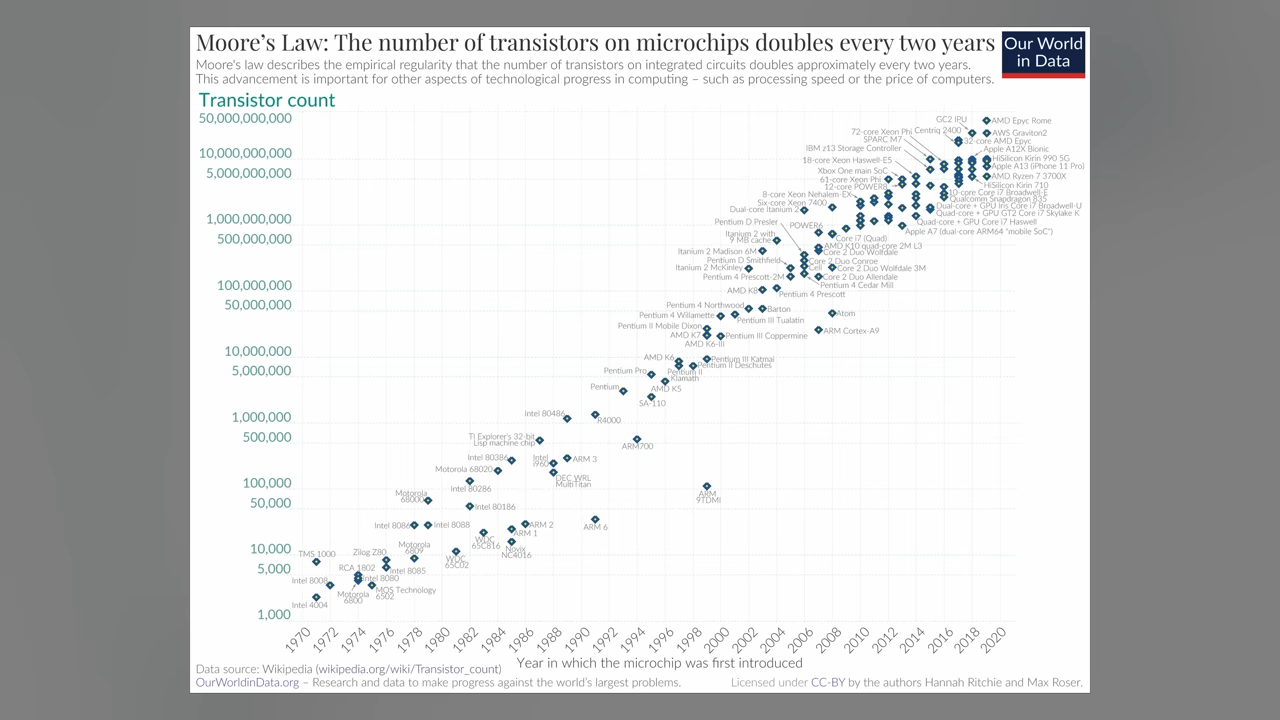 Moore's Law: The number of transistors on microchips doubles every two years
Our World
in Data
Moore's law describes the empirical regularity that the number of transistors on integrated circuits doubles approximately every two years.
This advancement is important for other aspects of technological progress in computing – such as processing speed or the price of computers.
Transistor count
50,000,000,000
10,000,000,000
5,000,000,000
1,000,000,000
500,000,000
100,000,000
50,000,000
10,000,000
5,000,000
1,000,000
500,000
100,000
50,000
10,000
5,000
1,000
GC2 IPU
AMD Epyc Rome
72-core Xeon Phi
Centriq 2400
AWS Graviton2
SPARC M7
32-core AMD Epyc
IBM z13 Storage Controller
Apple A12X Bionic
18-core Xeon Haswell-E5
HiSilicon Kirin 990 5G
Xbox One main SoC
Apple A13 (iPhone 11 Pro)
61-core Xeon Phi
AMD Ryzen 7 3700X
12-core POWER8
HiSilicon Kirin 710
8-core Xeon Nehalem-EX
10-core Core i7 Broadwell-E
Six-core Xeon 7400
Qualcomm Snapdragon 835
Dual-core Itanium 2
Dual-core + GPU Iris Core i7 Broadwell-U
Quad-core + GPU GT2 Core i7 Skylake K
Pentium D Presler
POWER6
Quad-core + GPU Core i7 Haswell
Itanium 2 with
9 MB cache
Apple A7 (dual-core ARM64 "mobile SoC")
Core i7 (Quad)
AMD K10 quad-core 2M L3
Itanium 2 Madison 6M
Core 2 Duo Wolfdale
Pentium D Smithfield
Core 2 Duo Conroe
Itanium 2 McKinley
Cell
Core 2 Duo Wolfdale 3M
Pentium 4 Prescott-2M
Core 2 Duo Allendale
Pentium 4 Cedar Mill
AMD K8
Pentium 4 Prescott
Pentium 4 Northwood
Barton
Pentium 4 Willamette
Pentium III Tualatin
Atom
Pentium II Mobile Dixon
AMD K7
Pentium III Coppermine
ARM Cortex-A9
AMD K6-III
AMD K6
Pentium III Katmai
Pentium II Deschutes
Pentium Pro
Pentium II
Klamath
Pentium
AMD K5
SA-110
Intel 80486
R4000
TI Explorer's 32-bit
Lisp machine chip
ARM700
Intel 80386
Intel
i960
ARM 3
Motorola 68020
DEC WRL
MultiTitan
Intel 80286
ARM
9TDMI
Motorola
68000
Intel 80186
Intel 8086
Intel 8088
ARM 2
ARM 6
ARM 1
WDC
65C816
Novix
NC4016
Motorola
6809
WDC
65C02
TMS 1000
Zilog Z80
RCA 1802
Intel 8085
Intel 8008
Intel 8080
Motorola
6800
MOS Technology
6502
Intel 4004
1970
1972
1974
1976
1978
1980
1982
1984
1986
1988
1990
1992
1994
1996
1998
2000
2002
2004
2006
2008
2010
2012
2014
2016
2018
2020
Year in which the microchip was first introduced
Data source: Wikipedia (wikipedia.org/wiki/Transistor_count)
OurWorldinData.org – Research and data to make progress against the world's largest problems.
Licensed under CC-BY by the authors Hannah Ritchie and Max Roser.